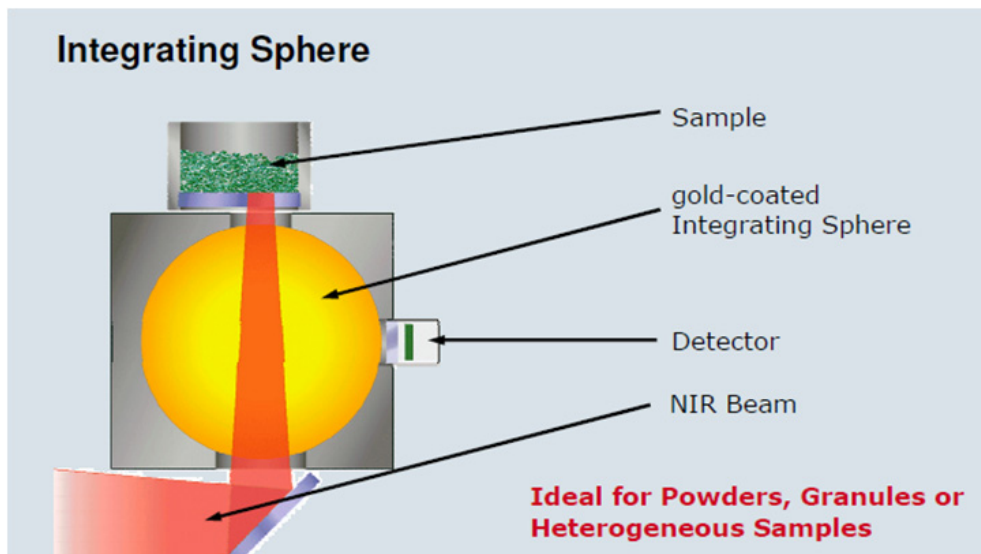 Integrating Sphere
Sample
gold-coated
Integrating Sphere
Detector
NIR Beam
Ideal for Powders, Granules or
Heterogeneous Samples